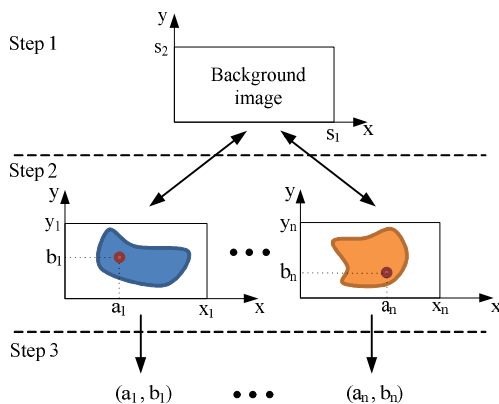 Step 1
y
s₂
Background
image
s₁
x
Step 2
y
y₁
b₁
a₁
x₁
x
• • •
y
yₙ
bₙ
aₙ
xₙ
x
Step 3
(a₁, b₁)
• • •
(aₙ, bₙ)